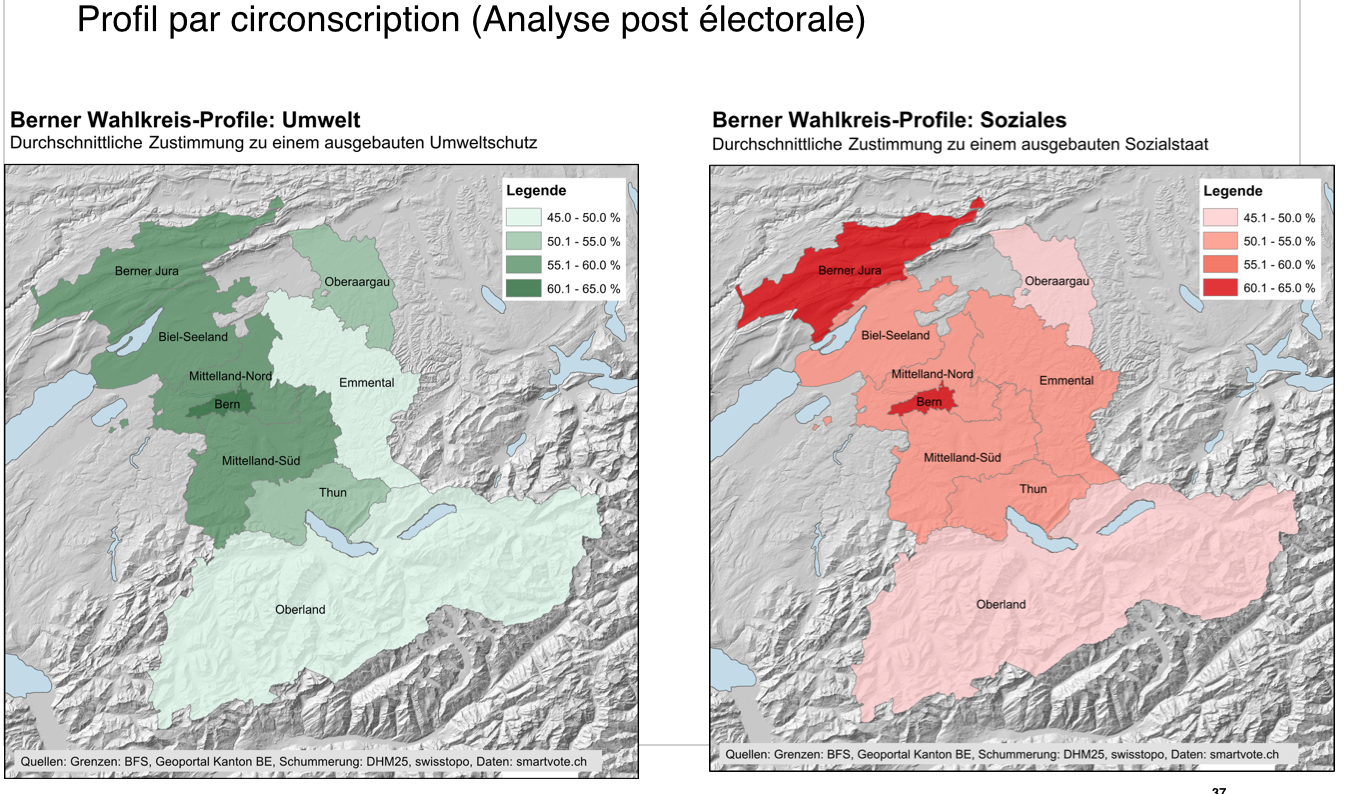 Profil par circonscription (Analyse post électorale)
Berner Wahlkreis-Profile: Umwelt
Durchschnittliche Zustimmung zu einem ausgebauten Umweltschutz
Legende
45.0 - 50.0 %
50.1 - 55.0 %
55.1 - 60.0 %
60.1 - 65.0 %
Berner Jura
Oberaargau
Biel-Seeland
Mittelland-Nord
Emmental
Bern
Mittelland-Süd
Thun
Oberland
Quellen: Grenzen: BFS, Geoportal Kanton BE, Schummerung: DHM25, swisstopo, Daten: smartvote.ch
Berner Wahlkreis-Profile: Soziales
Durchschnittliche Zustimmung zu einem ausgebauten Sozialstaat
Legende
45.1 - 50.0 %
50.1 - 55.0 %
55.1 - 60.0 %
60.1 - 65.0 %
Berner Jura
Oberaargau
Biel-Seeland
Mittelland-Nord
Emmental
Bern
Mittelland-Süd
Thun
Oberland
Quellen: Grenzen: BFS, Geoportal Kanton BE, Schummerung: DHM25, swisstopo, Daten: smartvote.ch
37